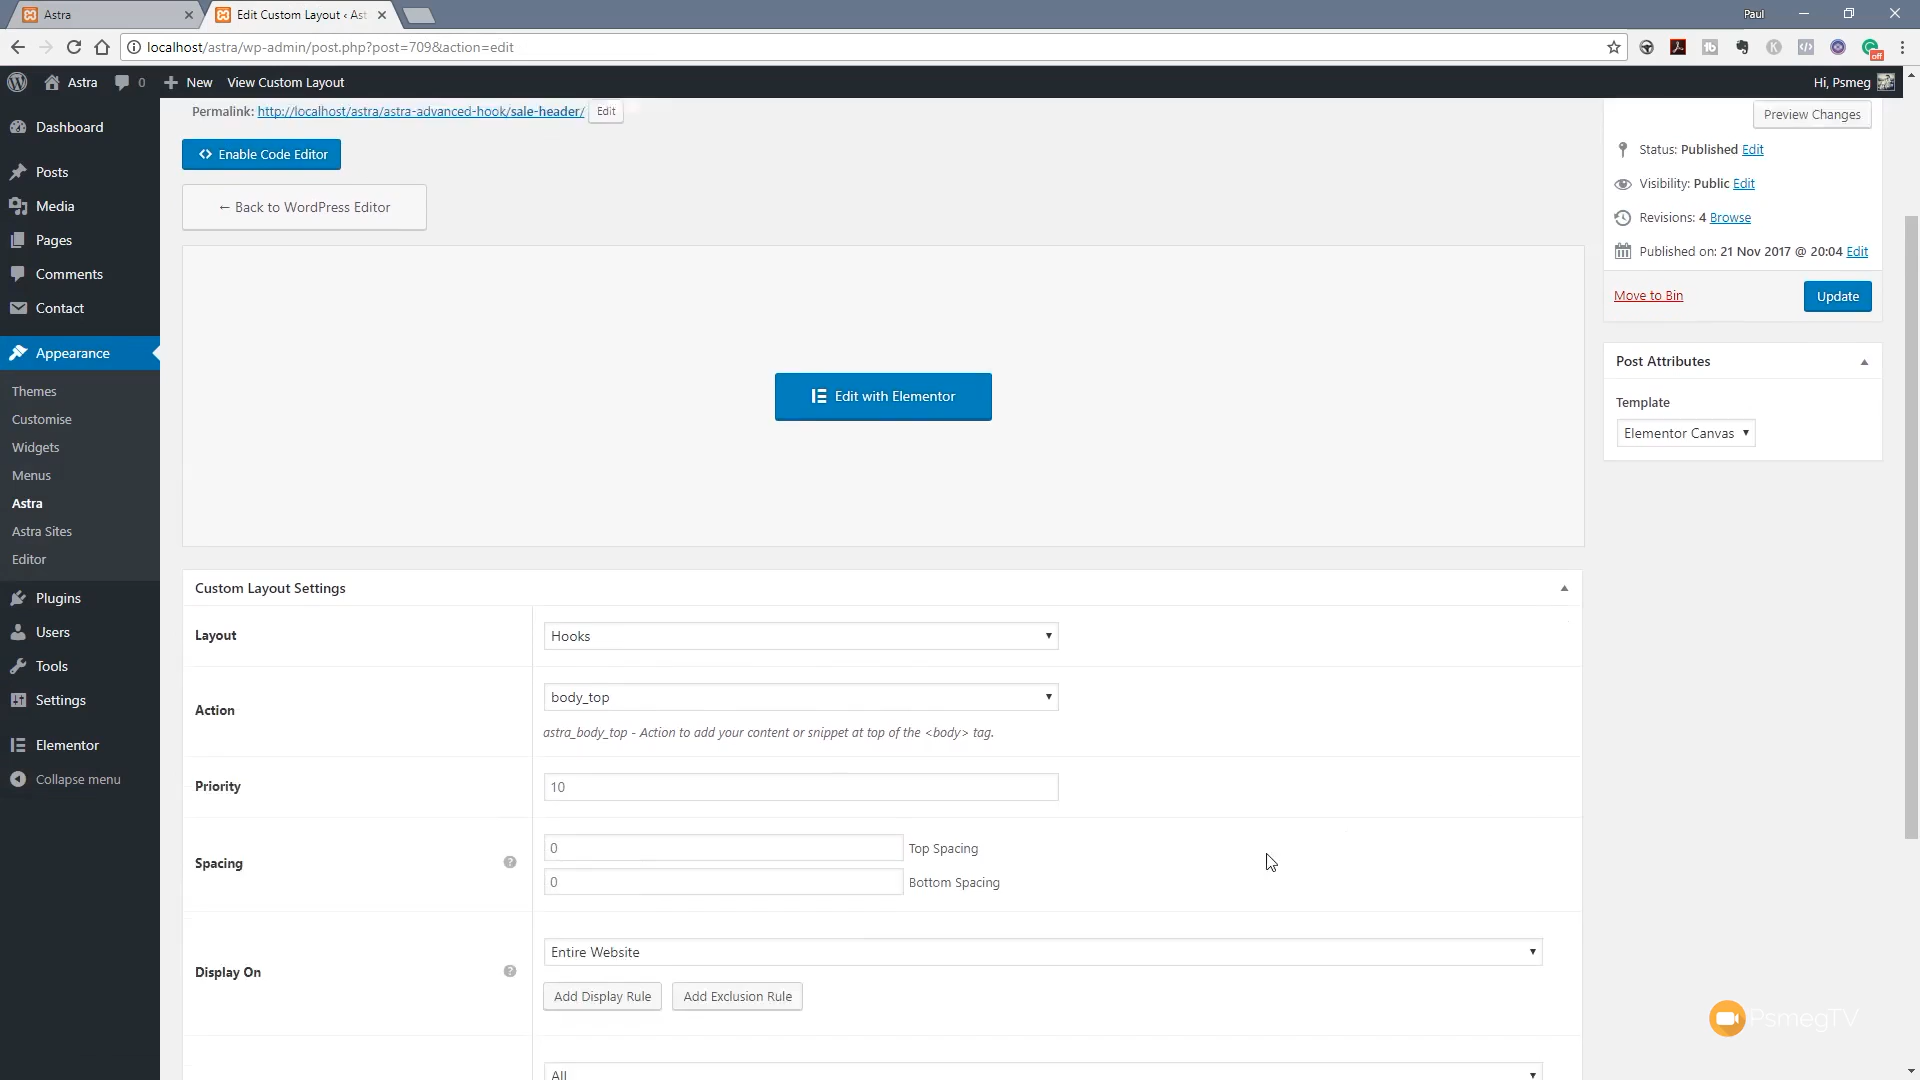 Astra
Edit Custom Layout ‹ Ast
Paul
localhost/astra/wp-admin/post.php?post=709&action=edit
off
Astra
0
New
View Custom Layout
Hi, Psmeg
Dashboard
Posts
Media
Pages
Comments
Contact
Appearance
Themes
Customise
Widgets
Menus
Astra
Astra Sites
Editor
Plugins
Users
Tools
Settings
Elementor
Collapse menu
Permalink: http://localhost/astra/astra-advanced-hook/sale-header/ Edit
Enable Code Editor
← Back to WordPress Editor
Edit with Elementor
Custom Layout Settings
Layout
Hooks
Action
body_top
astra_body_top - Action to add your content or snippet at top of the <body> tag.
Priority
10
Spacing
?
0
Top Spacing
0
Bottom Spacing
Display On
?
Entire Website
Add Display Rule
Add Exclusion Rule
All
Preview Changes
Status: Published Edit
Visibility: Public Edit
Revisions: 4 Browse
Published on: 21 Nov 2017 @ 20:04 Edit
Move to Bin
Update
Post Attributes
Template
Elementor Canvas
PsmegTV